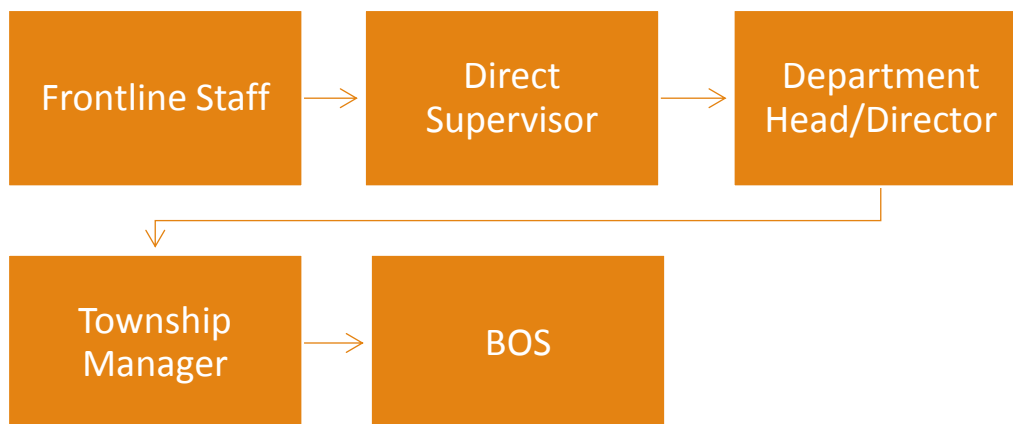 Frontline Staff
Direct
Supervisor
Department
Head/Director
Township
Manager
BOS